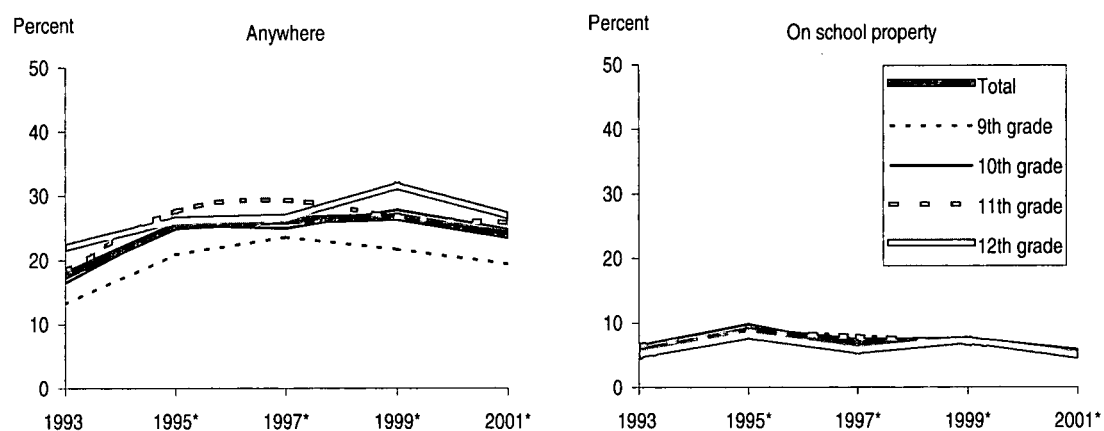 Percent
Anywhere
50
40
30
20
10
0
1993
1995*
1997*
1999*
2001*
Percent
On school property
50
40
30
20
10
0
1993
1995*
1997*
1999*
2001*
Total
9th grade
10th grade
11th grade
12th grade